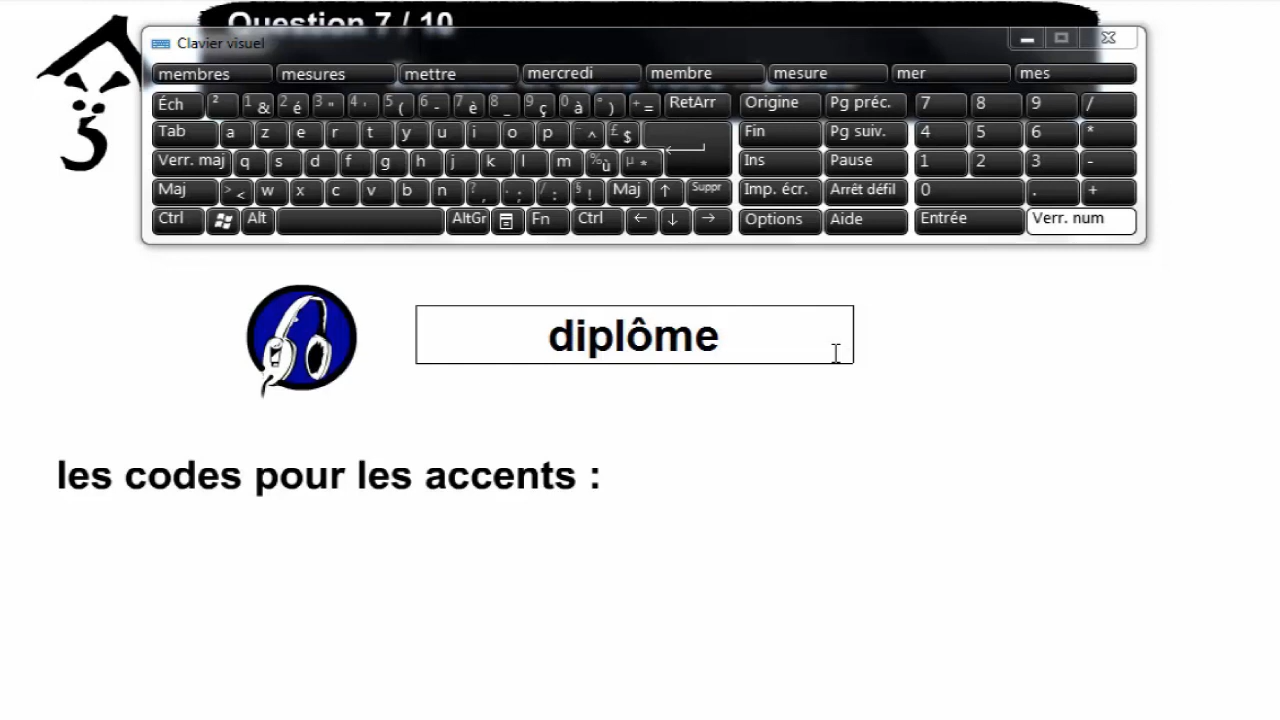 Question 7 / 10
Clavier visuel
membres mesures mettre mercredi membre mesure mer mes
Éch ² 1 & 2 é 3 " 4 ' 5 ( 6 - 7 è 8 _ 9 ç 0 à ° ) + = RetArr Origine Pg préc. 7 8 9 /
Tab a z e r t y u i o p ¨ ^ £ $ Fin Pg suiv. 4 5 6 *
Verr. maj q s d f g h j k l m % ù µ * Ins Pause 1 2 3 -
Maj > < w x c v b n ? , . ; / : § ! Maj ↑ Suppr Imp. écr. Arrêt défil 0 . +
Ctrl Alt AltGr Fn Ctrl ← ↓ → Options Aide Entrée Verr. num
diplôme
les codes pour les accents :